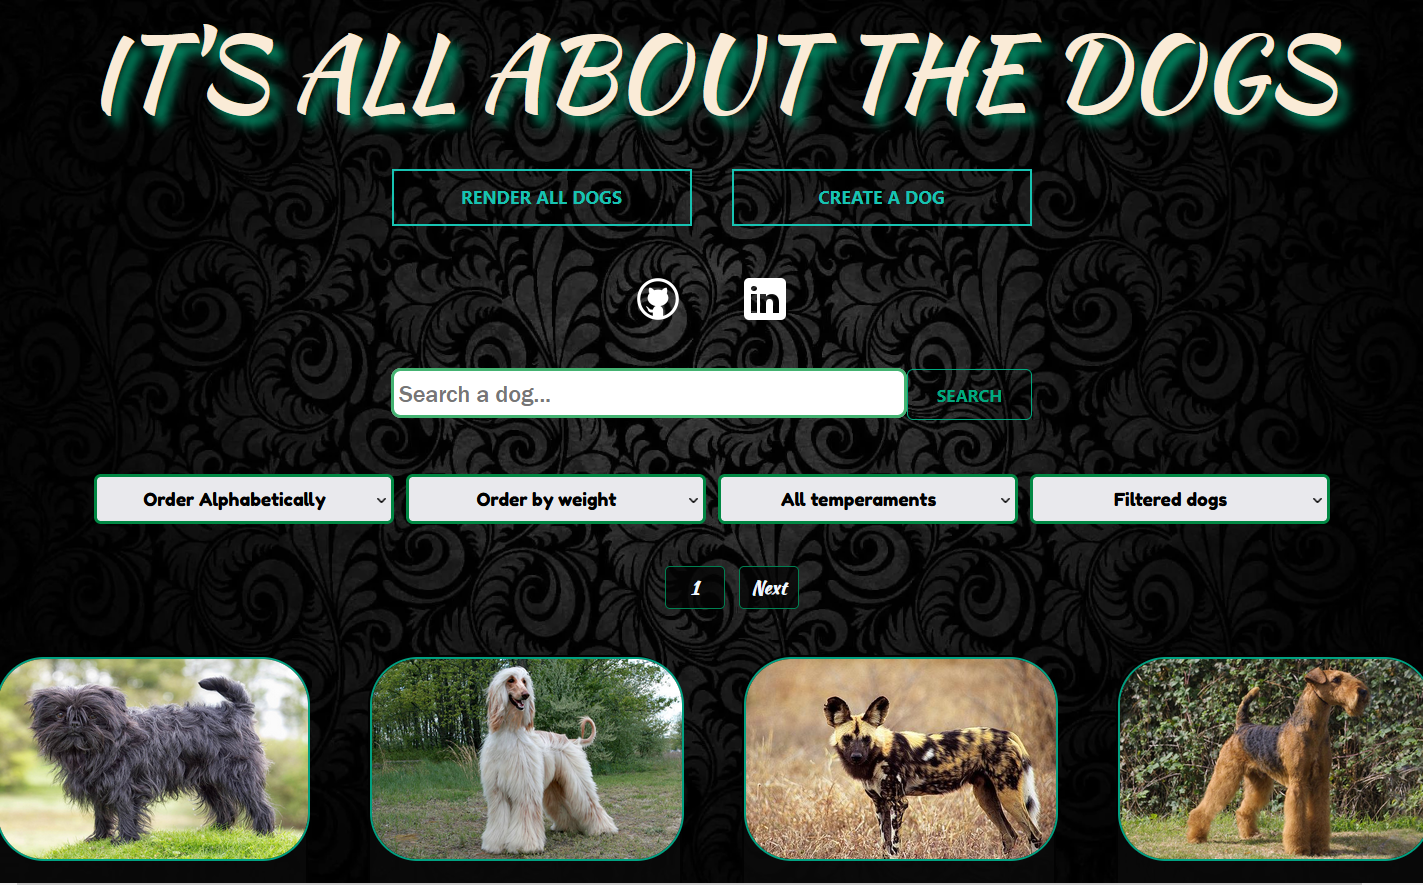 IT'S ALL ABOUT THE DOGS
RENDER ALL DOGS
CREATE A DOG
in
Search a dog...
SEARCH
Order Alphabetically
Order by weight
All temperaments
Filtered dogs
1
Next